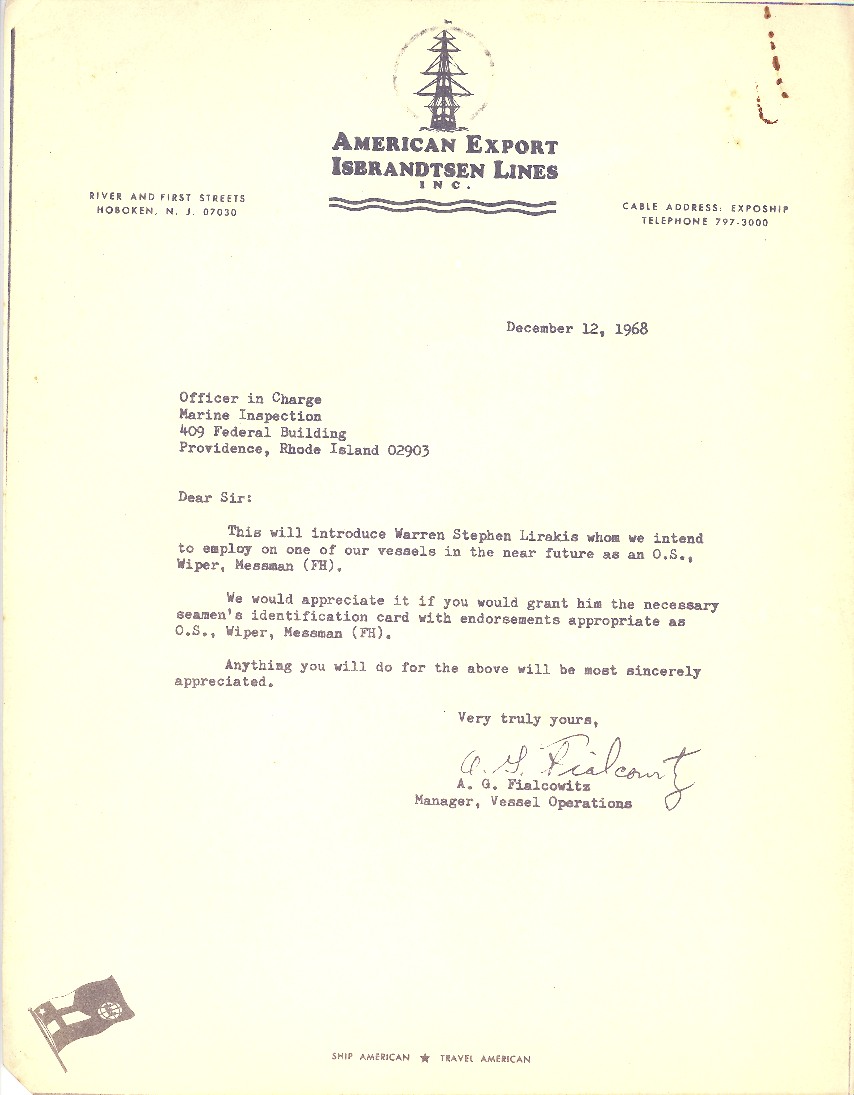 AMERICAN EXPORT
ISBRANDTSEN LINES
INC.
RIVER AND FIRST STREETS
HOBOKEN, N. J. 07030
CABLE ADDRESS: EXPOSHIP
TELEPHONE 797-3000
December 12, 1968
Officer in Charge
Marine Inspection
409 Federal Building
Providence, Rhode Island 02903
Dear Sir:
This will introduce Warren Stephen Lirakis whom we intend
to employ on one of our vessels in the near future as an O.S.,
Wiper, Messman (FH).
We would appreciate it if you would grant him the necessary
seamen's identification card with endorsements appropriate as
O.S., Wiper, Messman (FH).
Anything you will do for the above will be most sincerely
appreciated.
Very truly yours,
A. G. Fialcowitz
A. G. Fialcowitz
Manager, Vessel Operations
SHIP AMERICAN ★ TRAVEL AMERICAN